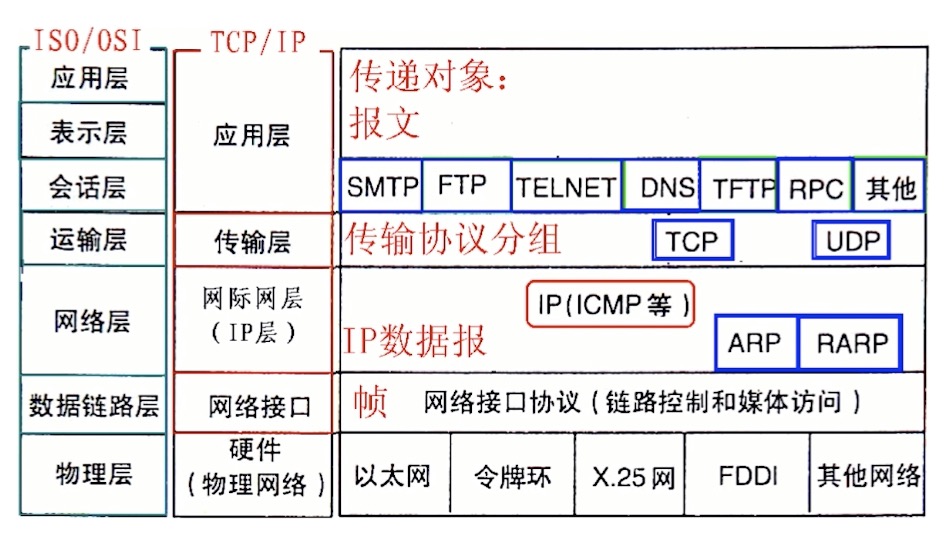 ISO/OSI TCP/IP
应用层 传递对象：
表示层 应用层 报文
会话层 SMTP FTP TELNET DNS TFTP RPC 其他
运输层 传输层 传输协议分组 TCP UDP
网络层 网际网层 IP(ICMP 等)
(IP层) IP数据报 ARP RARP
数据链路层 网络接口 帧 网络接口协议(链路控制和媒体访问)
物理层 硬件 以太网 令牌环 X.25网 FDDI 其他网络
(物理网络)